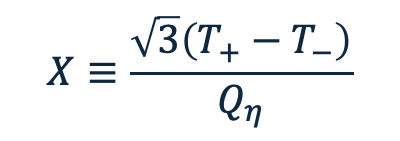 X ≡ √3(T₊ − T₋) / Q_η